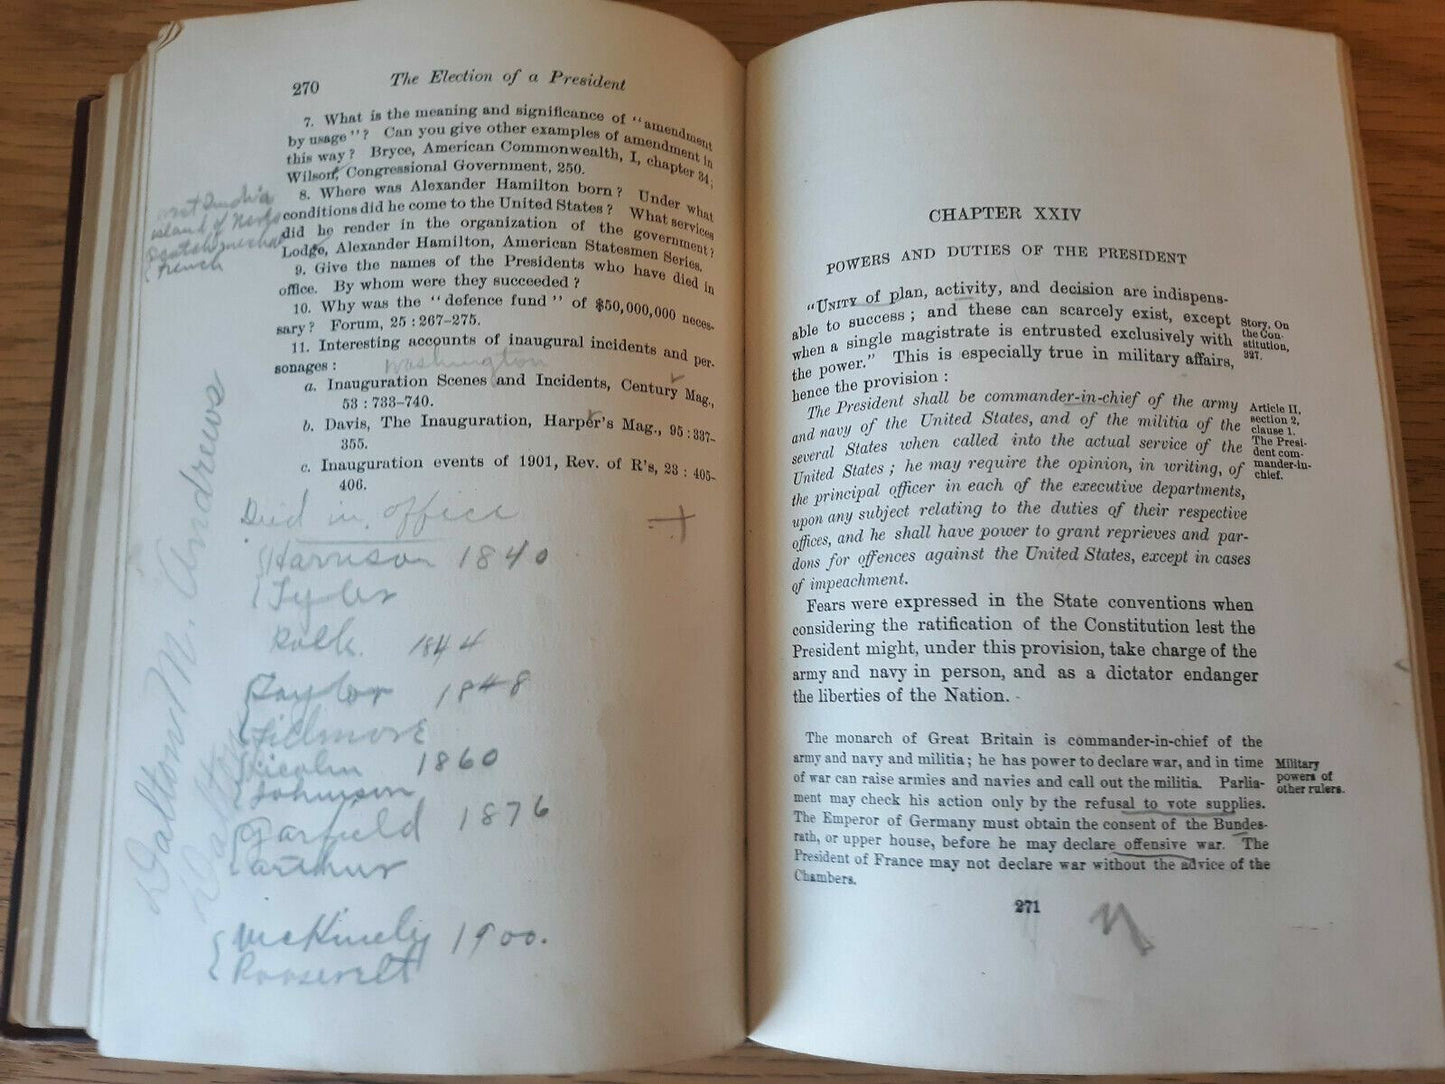 270
The Election of a President
7. What is the meaning and significance of "amendment
by usage"? Can you give other examples of amendment in
this way? Bryce, American Commonwealth, I, chapter 34;
Wilson, Congressional Government, 250.
8. Where was Alexander Hamilton born? Under what
conditions did he come to the United States? What services
did he render in the organization of the government?
Lodge, Alexander Hamilton, American Statesmen Series.
9. Give the names of the Presidents who have died in
office. By whom were they succeeded?
10. Why was the "defence fund" of $50,000,000 neces-
sary? Forum, 25 : 267-275.
11. Interesting accounts of inaugural incidents and per-
sonages :
Washington
a. Inauguration Scenes and Incidents, Century Mag.,
53 : 733-740.
b. Davis, The Inauguration, Harper's Mag., 95 : 337-
355.
c. Inauguration events of 1901, Rev. of R's, 23 : 405-
406.
island of
French
Died in office
Harrison 1840
Tyler
Polk. 1844
Taylor 1848
Fillmore
Lincoln 1860
Johnson
Garfield 1876
Arthur
McKinely 1900.
Roosevelt
Dalton M. Andrews
Dalton
CHAPTER XXIV
POWERS AND DUTIES OF THE PRESIDENT
"UNITY of plan, activity, and decision are indispens-
able to success ; and these can scarcely exist, except
when a single magistrate is entrusted exclusively with
the power." This is especially true in military affairs,
hence the provision :
Story, On
the Con-
stitution,
327.
The President shall be commander-in-chief of the army
and navy of the United States, and of the militia of the
several States when called into the actual service of the
United States ; he may require the opinion, in writing, of
the principal officer in each of the executive departments,
upon any subject relating to the duties of their respective
offices, and he shall have power to grant reprieves and par-
dons for offences against the United States, except in cases
of impeachment.
Article II,
section 2,
clause 1.
The Presi-
dent com-
mander-in-
chief.
Fears were expressed in the State conventions when
considering the ratification of the Constitution lest the
President might, under this provision, take charge of the
army and navy in person, and as a dictator endanger
the liberties of the Nation.
The monarch of Great Britain is commander-in-chief of the
army and navy and militia ; he has power to declare war, and in time
of war can raise armies and navies and call out the militia. Parlia-
ment may check his action only by the refusal to vote supplies.
The Emperor of Germany must obtain the consent of the Bundes-
rath, or upper house, before he may declare offensive war. The
President of France may not declare war without the advice of the
Chambers.
Military
powers of
other rulers.
271